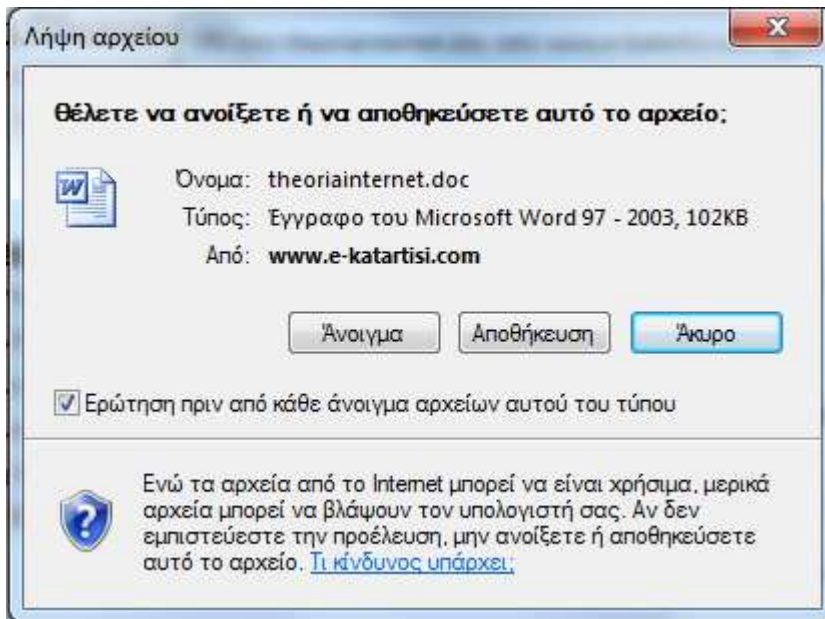 Λήψη αρχείου
Θέλετε να ανοίξετε ή να αποθηκεύσετε αυτό το αρχείο;
Όνομα: theoriainternet.doc
Τύπος: Έγγραφο του Microsoft Word 97 - 2003, 102KB
Από: www.e-katartisi.com
Άνοιγμα Αποθήκευση Άκυρο
Ερώτηση πριν από κάθε άνοιγμα αρχείων αυτού του τύπου
Ενώ τα αρχεία από το Internet μπορεί να είναι χρήσιμα, μερικά
αρχεία μπορεί να βλάψουν τον υπολογιστή σας. Αν δεν
εμπιστεύεστε την προέλευση, μην ανοίξετε ή αποθηκεύσετε
αυτό το αρχείο. Τι κίνδυνος υπάρχει;